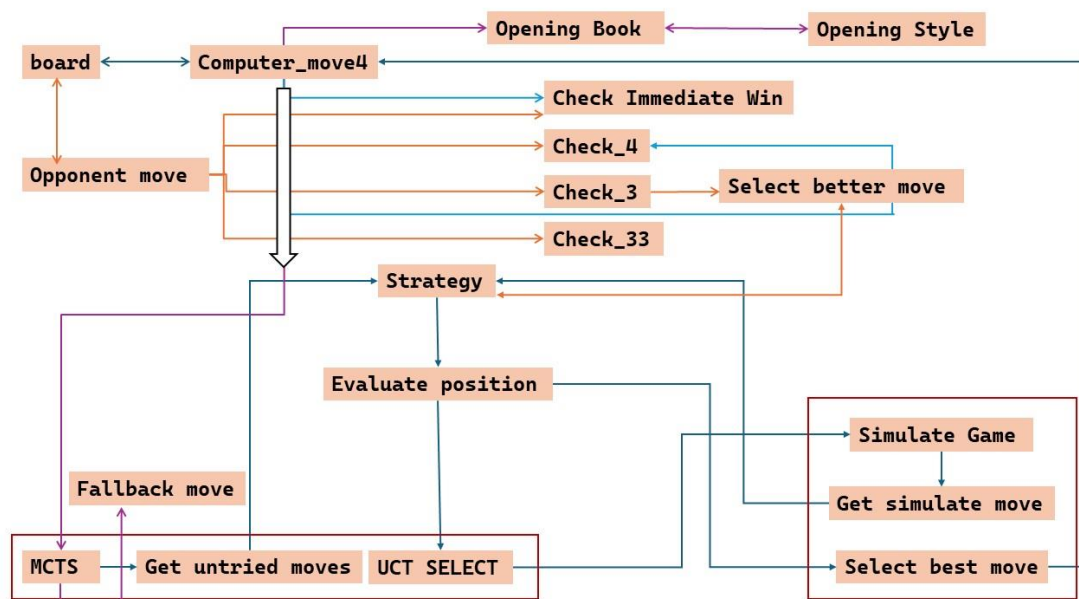 Opening Book
Opening Style
board
Computer_move4
Check Immediate Win
Check_4
Opponent move
Check_3
Select better move
Check_33
Strategy
Evaluate position
Simulate Game
Fallback move
Get simulate move
MCTS
Get untried moves
UCT SELECT
Select best move